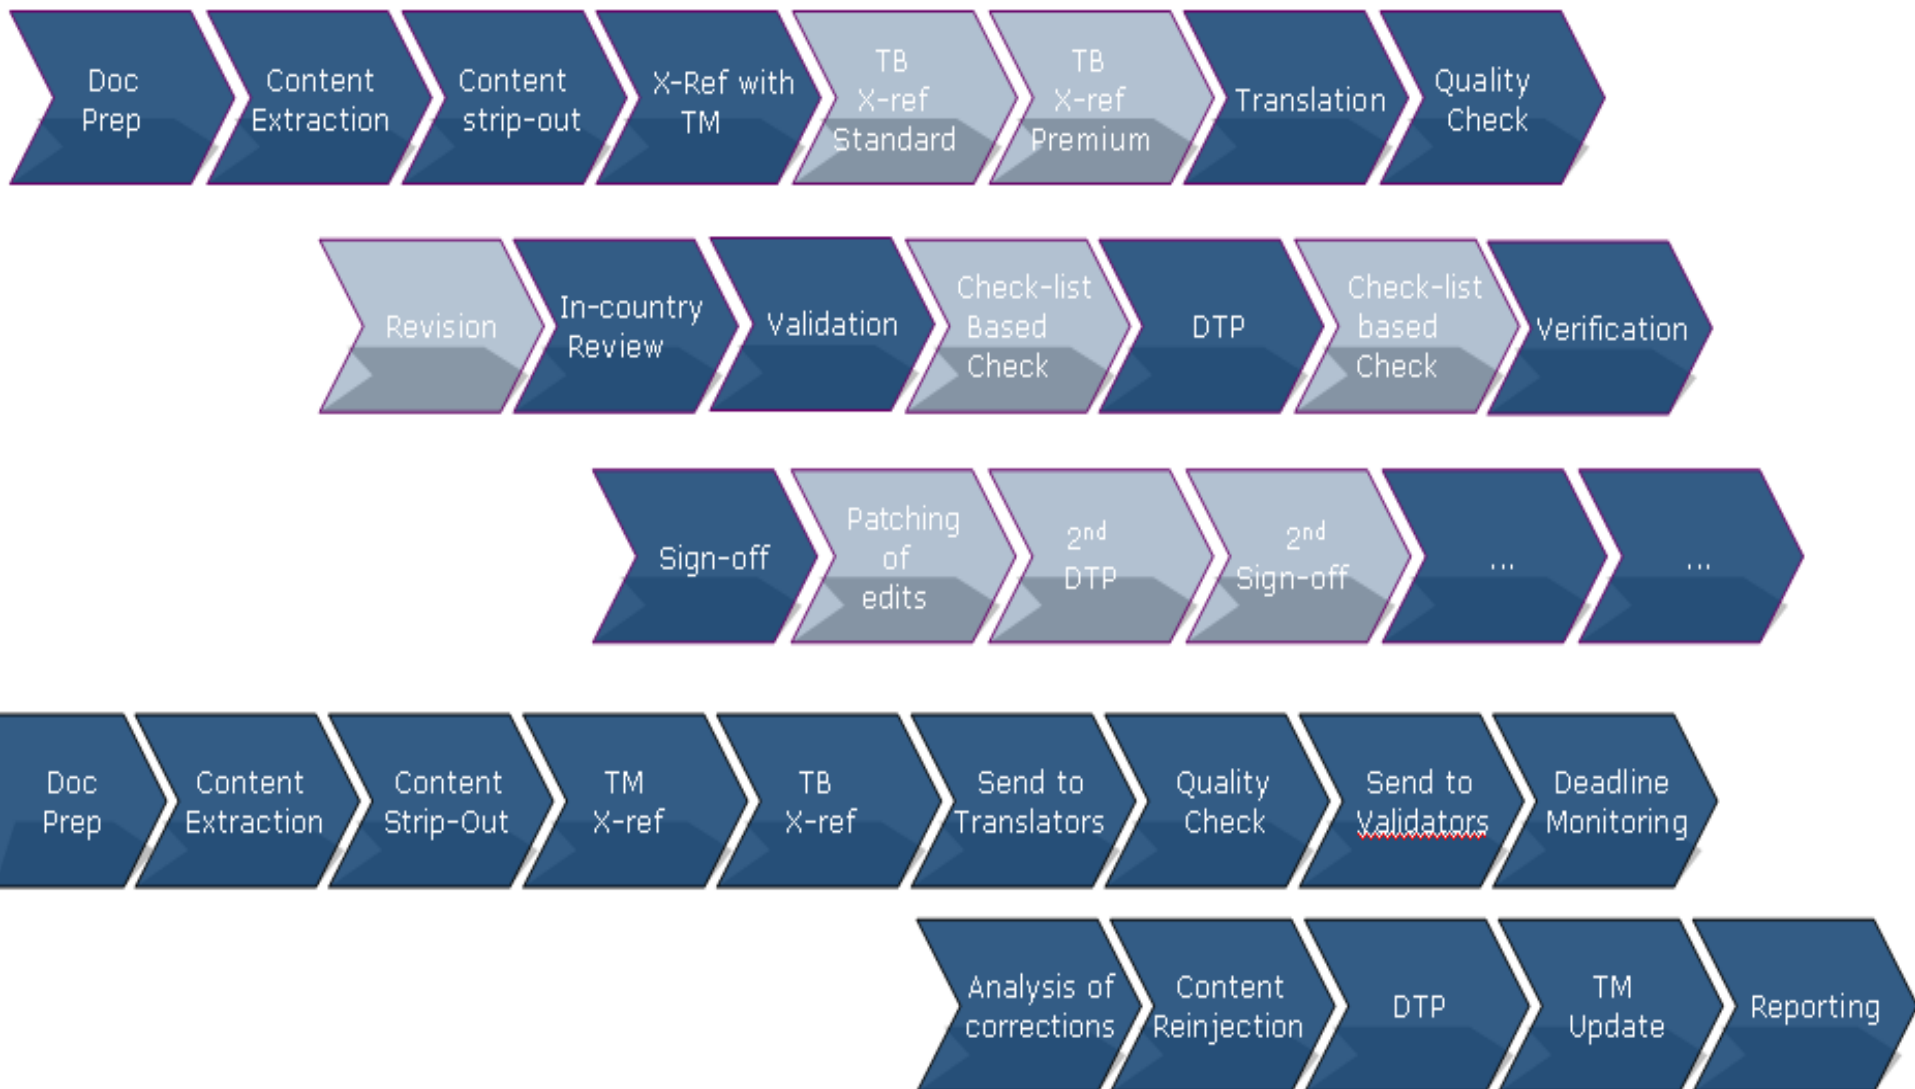 Doc
Prep
Content
Extraction
Content
strip-out
X-Ref with
TM
TB
X-ref
Standard
TB
X-ref
Premium
Translation
Quality
Check
Revision
In-country
Review
Validation
Check-list
Based
Check
DTP
Check-list
based
Check
Verification
Sign-off
Patching
of
edits
2nd
DTP
2nd
Sign-off
...
...
Doc
Prep
Content
Extraction
Content
Strip-Out
TM
X-ref
TB
X-ref
Send to
Translators
Quality
Check
Send to
Validators
Deadline
Monitoring
Analysis of
corrections
Content
Reinjection
DTP
TM
Update
Reporting